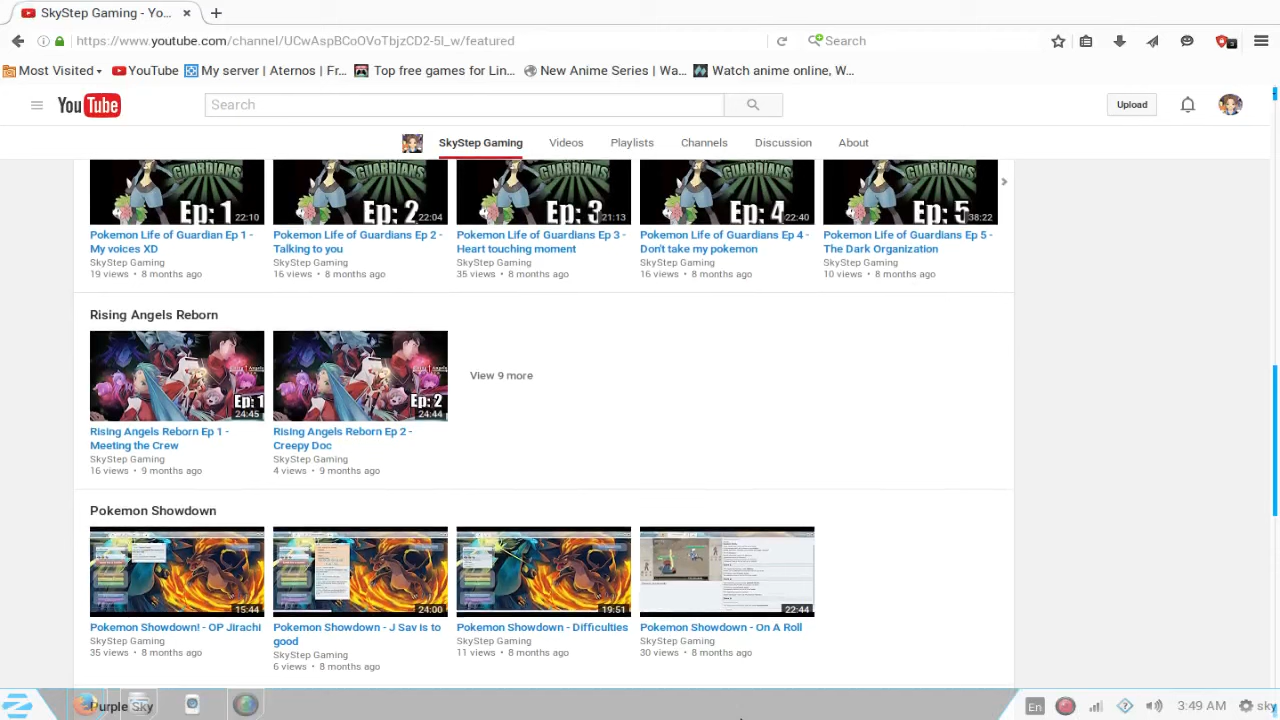 SkyStep Gaming - Yo...
https://www.youtube.com/channel/UCwAspBCoOVoTbjzCD2-5l_w/featured
Search
Most Visited
YouTube
My server | Aternos | Fr...
Top free games for Lin...
New Anime Series | Wa...
Watch anime online, W...
YouTube
Search
Upload
SkyStep Gaming
Videos
Playlists
Channels
Discussion
About
GUARDIANS
Ep: 1
22:10
GUARDIANS
Ep: 2
22:04
GUARDIANS
Ep: 3
21:13
GUARDIANS
Ep: 4
22:40
GUARDIANS
Ep: 5
38:22
Pokemon Life of Guardian Ep 1 -
My voices XD
SkyStep Gaming
19 views • 8 months ago
Pokemon Life of Guardians Ep 2 -
Talking to you
SkyStep Gaming
16 views • 8 months ago
Pokemon Life of Guardians Ep 3 -
Heart touching moment
SkyStep Gaming
35 views • 8 months ago
Pokemon Life of Guardians Ep 4 -
Don't take my pokemon
SkyStep Gaming
16 views • 8 months ago
Pokemon Life of Guardians Ep 5 -
The Dark Organization
SkyStep Gaming
10 views • 8 months ago
Rising Angels Reborn
Ep: 1
24:45
Ep: 2
24:44
View 9 more
Rising Angels Reborn Ep 1 -
Meeting the Crew
SkyStep Gaming
16 views • 9 months ago
Rising Angels Reborn Ep 2 -
Creepy Doc
SkyStep Gaming
4 views • 9 months ago
Pokemon Showdown
15:44
24:00
19:51
22:44
Pokemon Showdown! - OP Jirachi
SkyStep Gaming
35 views • 8 months ago
Pokemon Showdown - J Sav is to
good
SkyStep Gaming
6 views • 8 months ago
Pokemon Showdown - Difficulties
SkyStep Gaming
11 views • 8 months ago
Pokemon Showdown - On A Roll
SkyStep Gaming
30 views • 8 months ago
Purple Sky
En
3:49 AM
sky